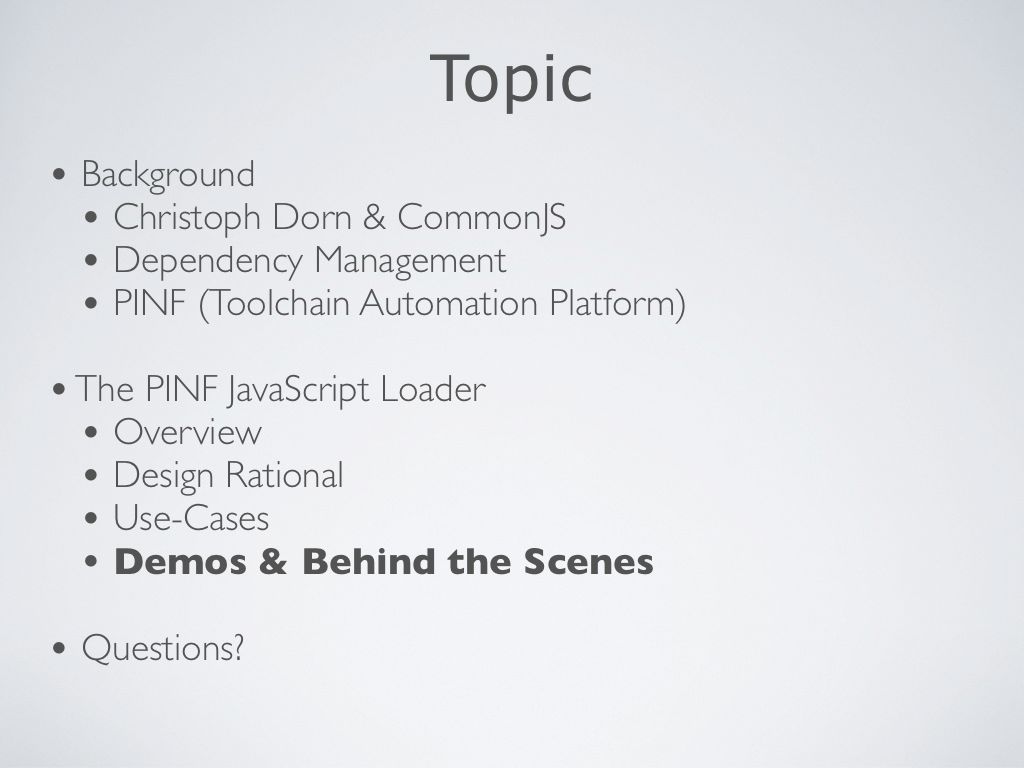 Topic
• Background
• Christoph Dorn & CommonJS
• Dependency Management
• PINF (Toolchain Automation Platform)
• The PINF JavaScript Loader
• Overview
• Design Rational
• Use-Cases
• Demos & Behind the Scenes
• Questions?